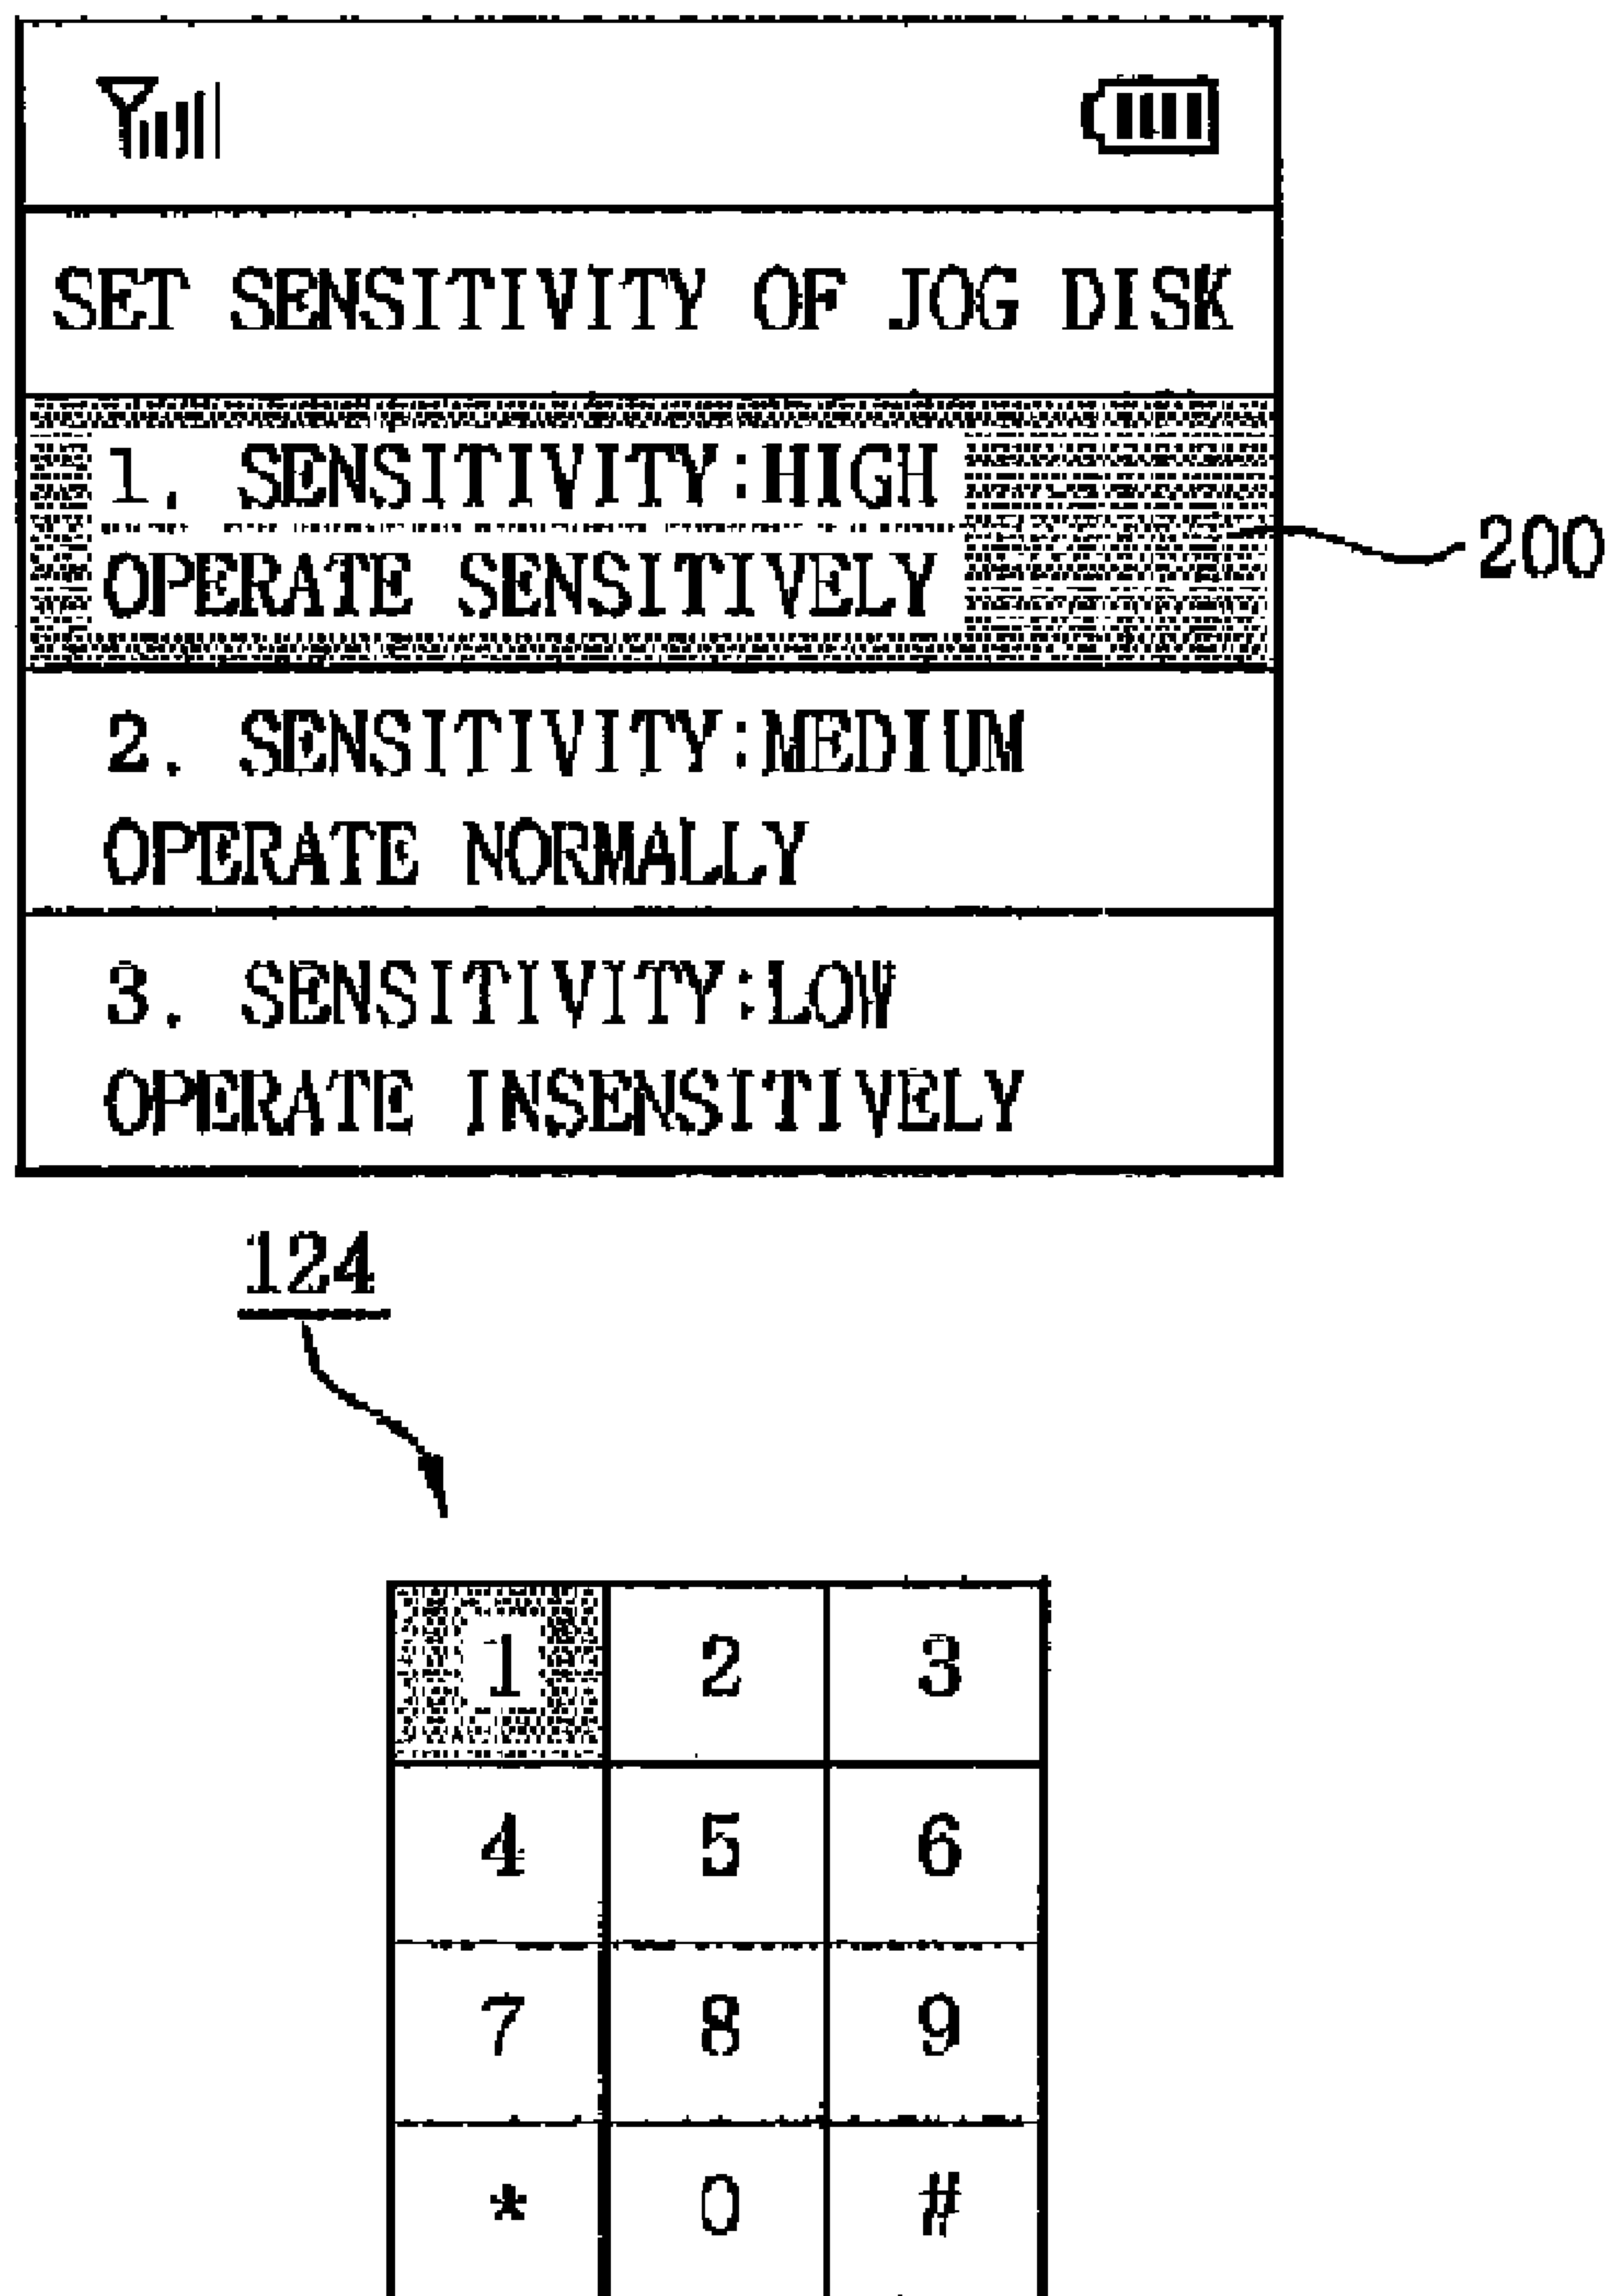 SET SENSITIVITY OF JOG DISK
1. SENSITIVITY:HIGH
OPERATE SENSITIVELY
200
2. SENSITIVITY:MEDIUM
OPERATE NORMALLY
3. SENSITIVITY:LOW
OPERATE INSENSITIVELY
124
1 2 3
4 5 6
7 8 9
* 0 #